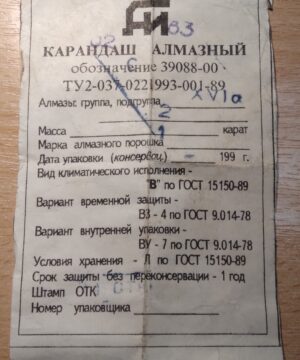 КАРАНДАШ АЛМАЗНЫЙ
обозначение 39088-00
ТУ2-037-0221993-001-89
Алмазы: группа, подгруппа XVIа
2
Масса 1 карат
Марка алмазного порошка
Дата упаковки (консервац.) - 199 г.
Вид климатического исполнения -
"В" по ГОСТ 15150-89
Вариант временной защиты -
ВЗ - 4 по ГОСТ 9.014-78
Вариант внутренней упаковки -
ВУ - 7 по ГОСТ 9.014-78
Условия хранения - Л по ГОСТ 15150-89
Срок защиты без переконсервации - 1 год
Штамп ОТК
Номер упаковщика